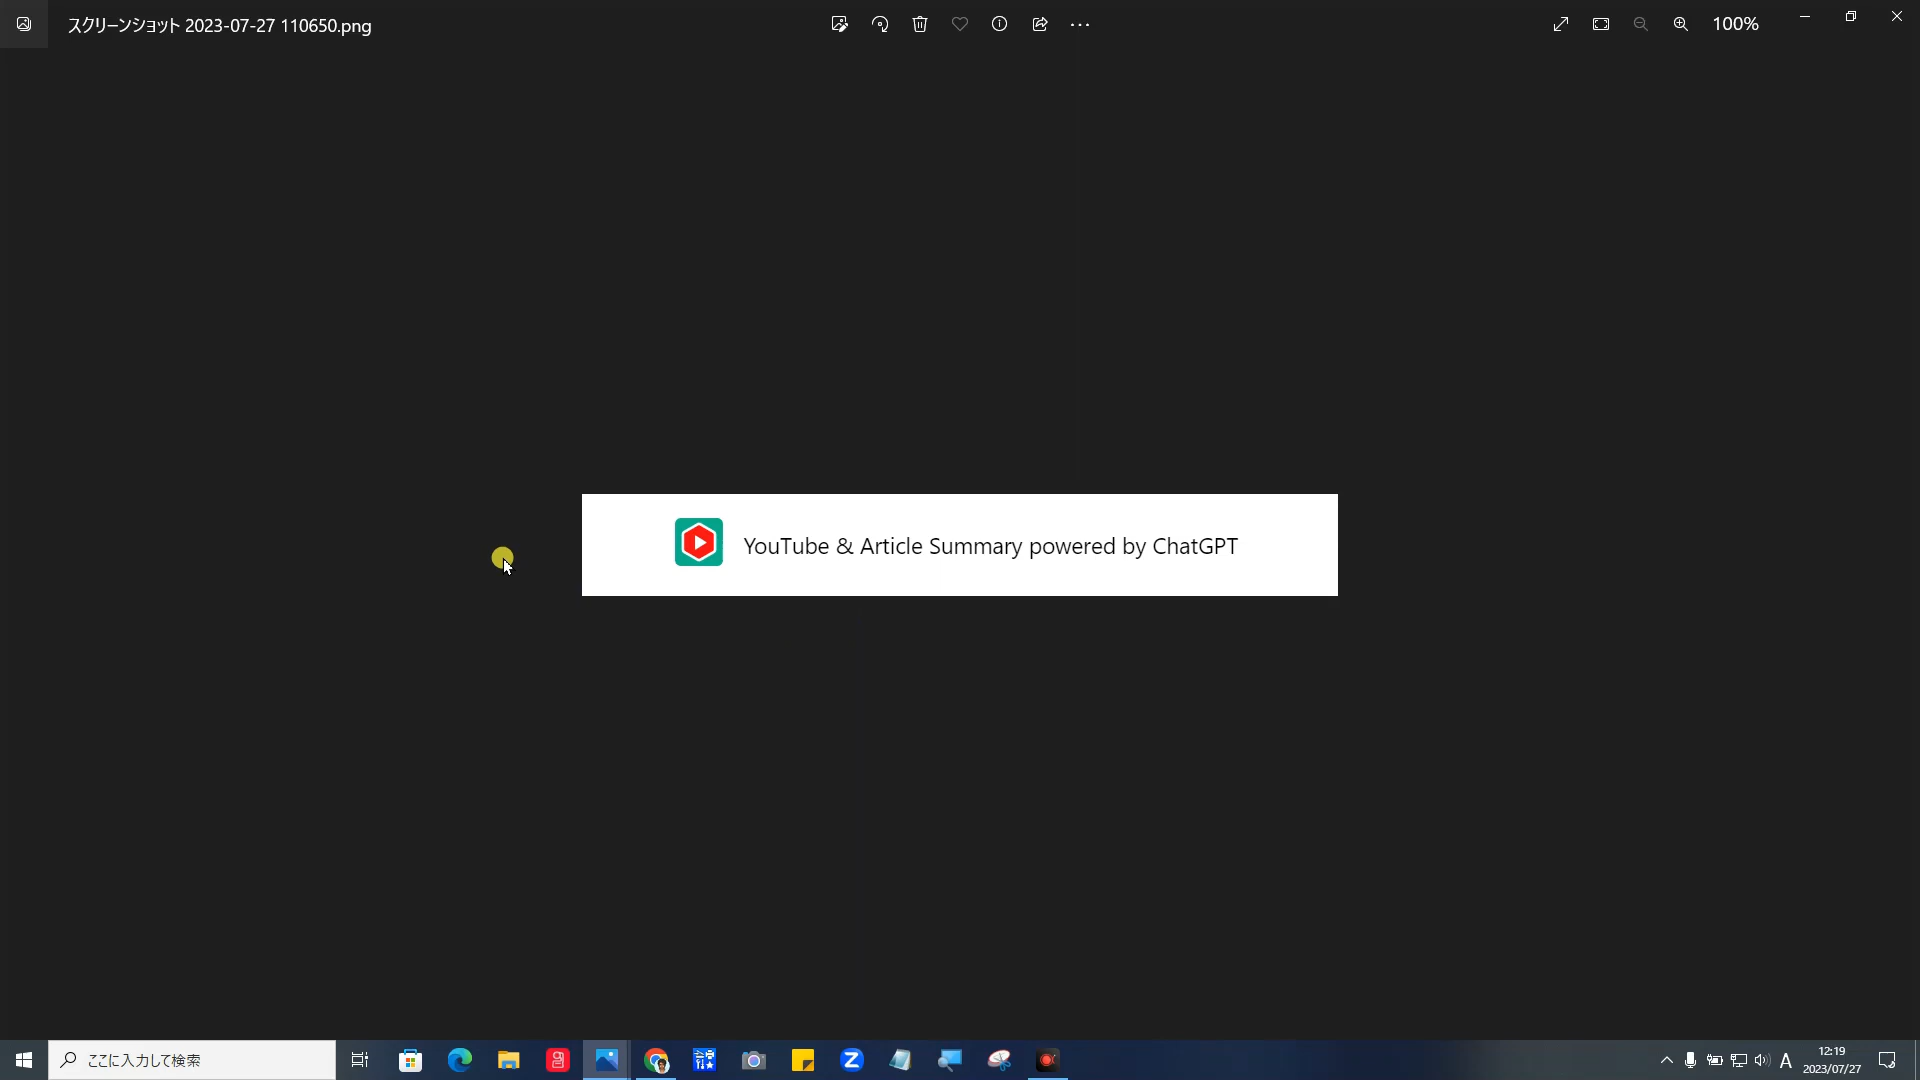 スクリーンショット 2023-07-27 110650.png
100%
YouTube & Article Summary powered by ChatGPT
ここに入力して検索
A
12:19
2023/07/27